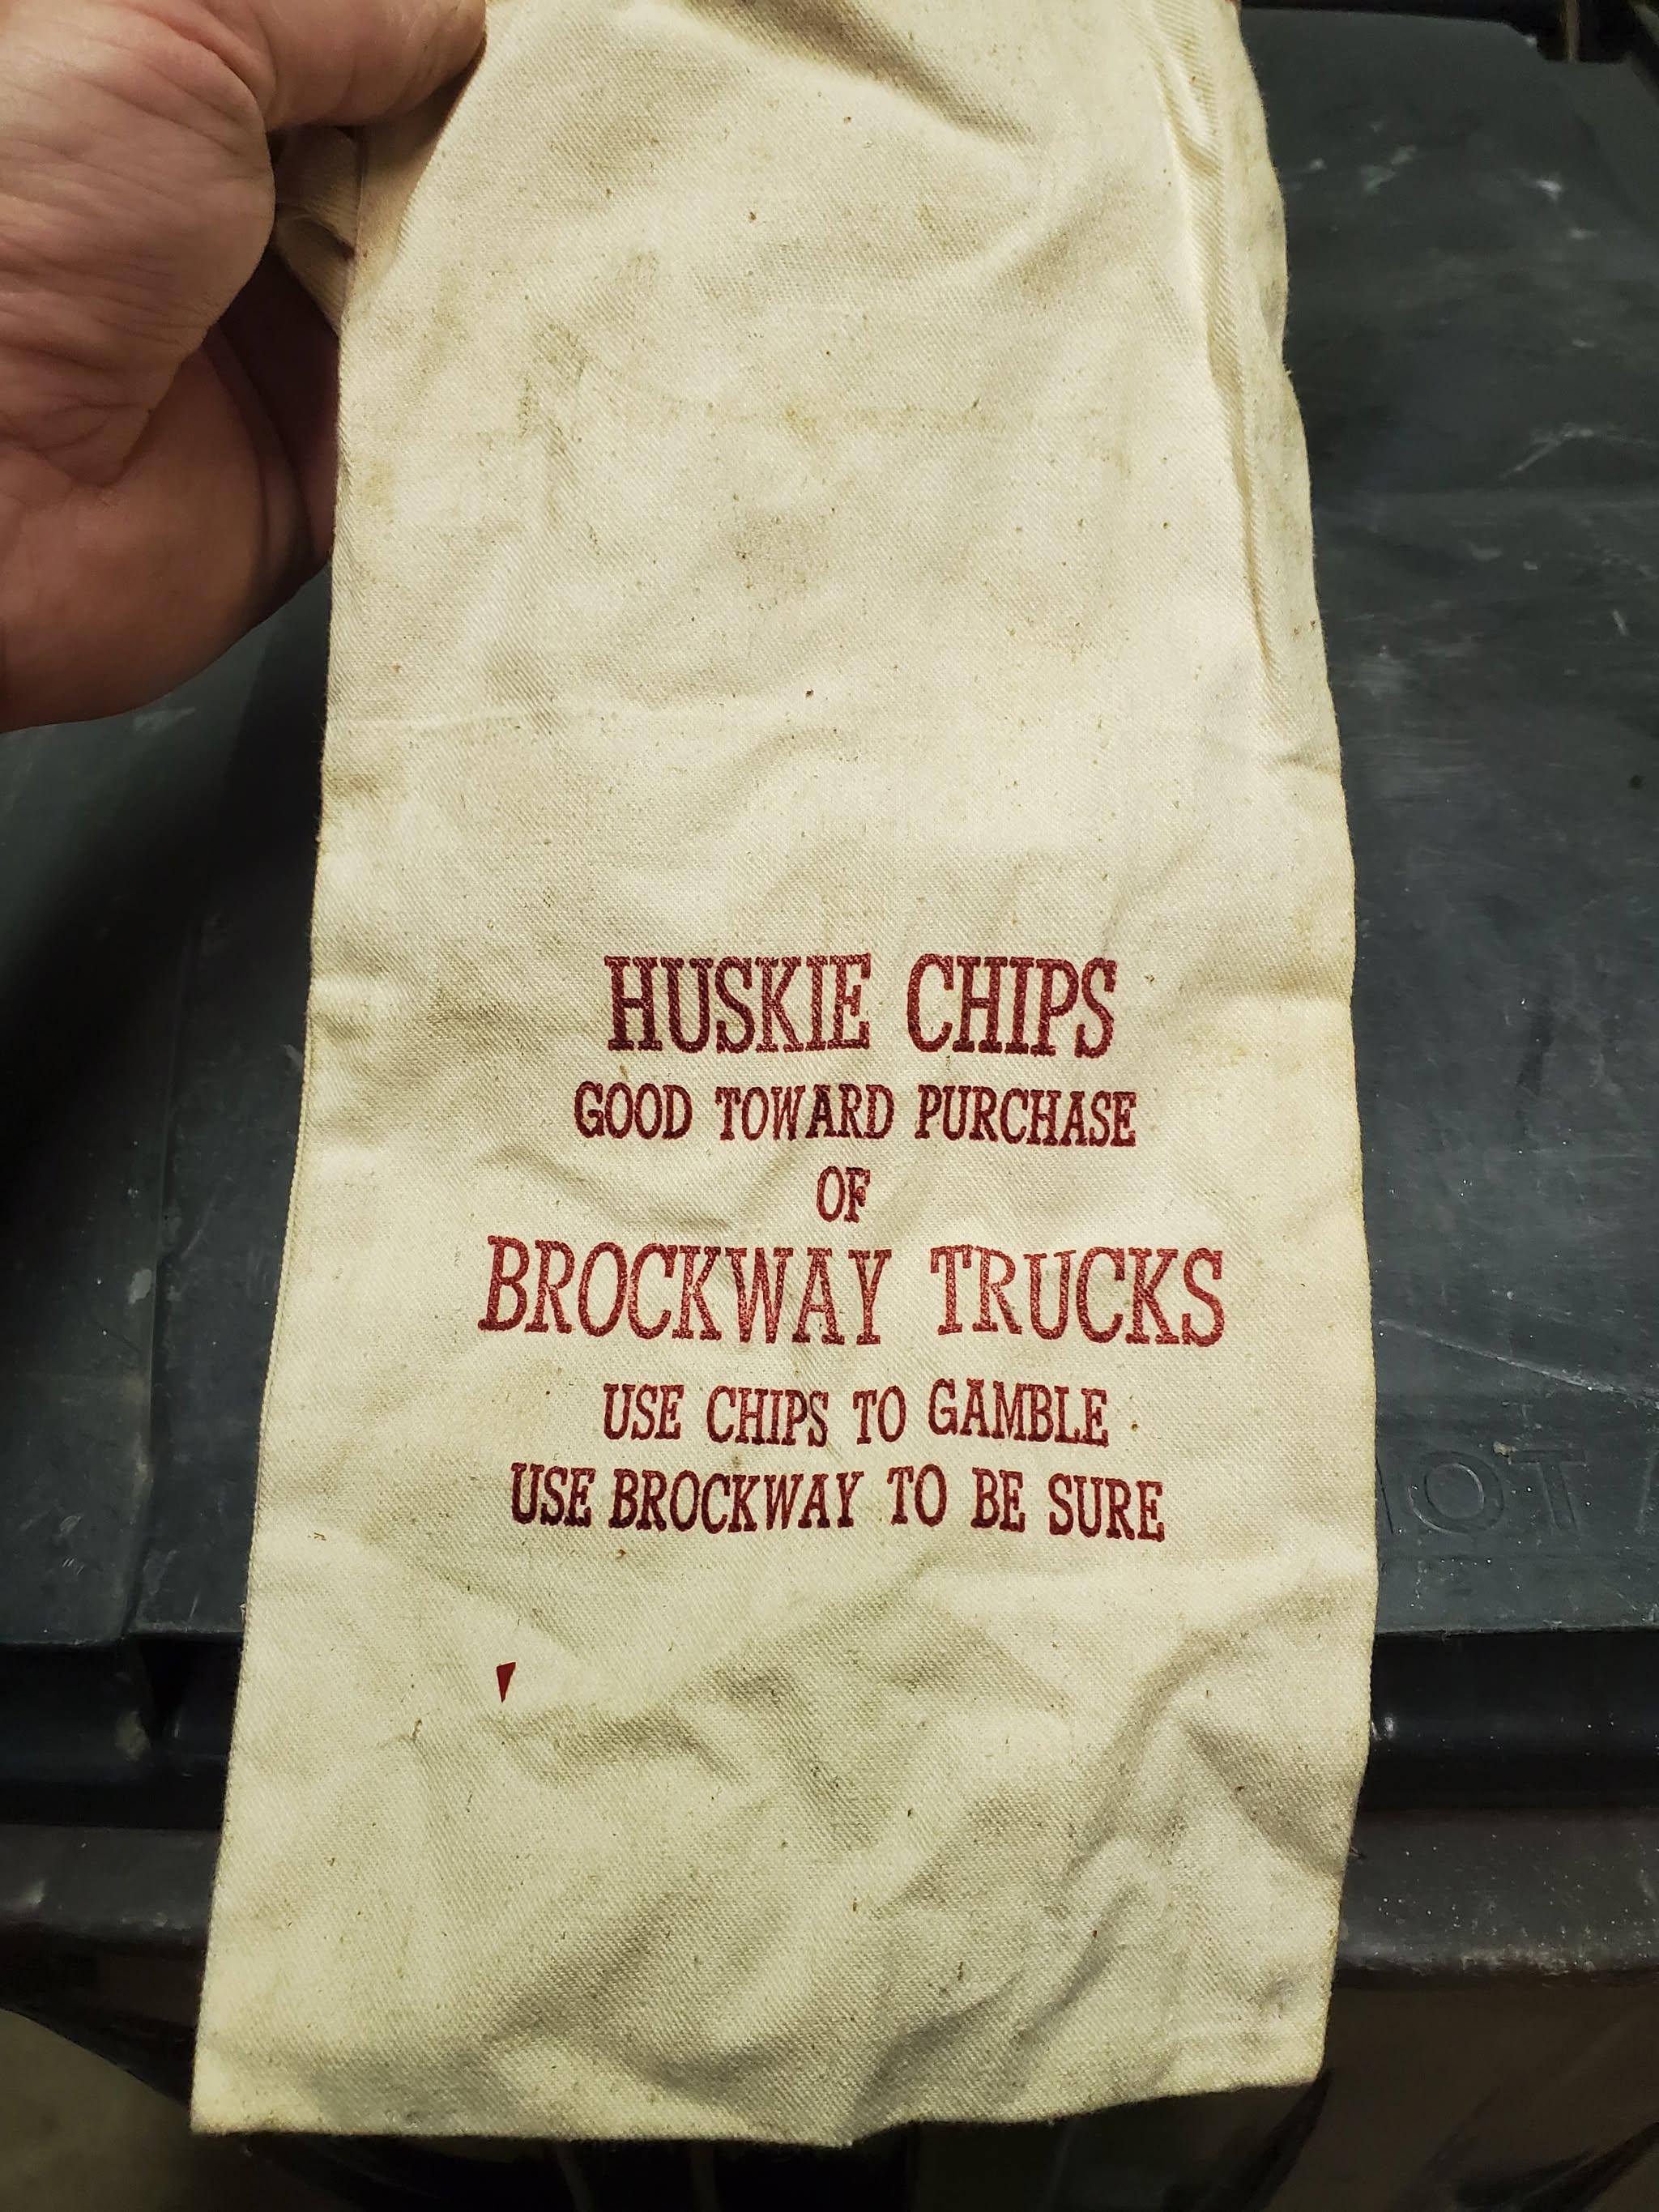 HUSKIE CHIPS
GOOD TOWARD PURCHASE
OF
BROCKWAY TRUCKS
USE CHIPS TO GAMBLE
USE BROCKWAY TO BE SURE